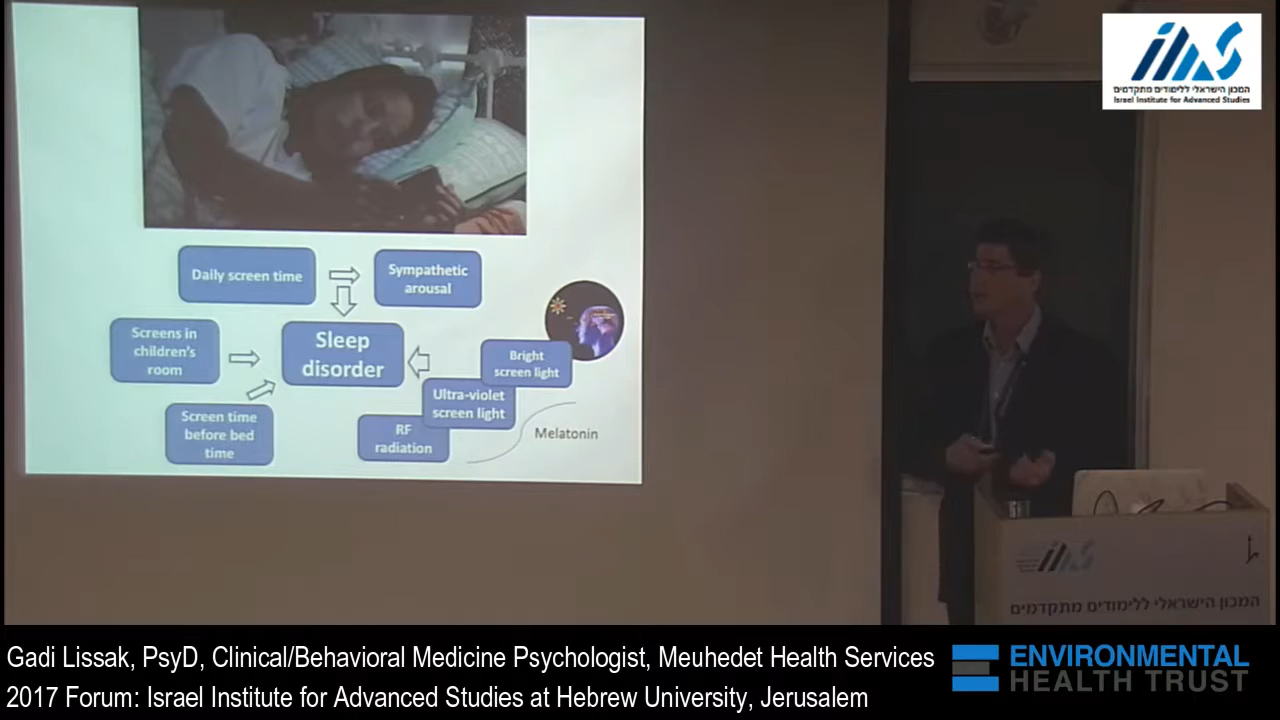 Daily screen time
Sympathetic
arousal
Screens in
children's
room
Sleep
disorder
Bright
screen light
Ultra-violet
screen light
Screen time
before bed
time
RF
radiation
Melatonin
המכון הישראלי ללימודים מתקדמים
Israel Institute for Advanced Studies
המכון הישראלי ללימודים מתקדמים
Gadi Lissak, PsyD, Clinical/Behavioral Medicine Psychologist, Meuhedet Health Services
2017 Forum: Israel Institute for Advanced Studies at Hebrew University, Jerusalem
ENVIRONMENTAL
HEALTH TRUST